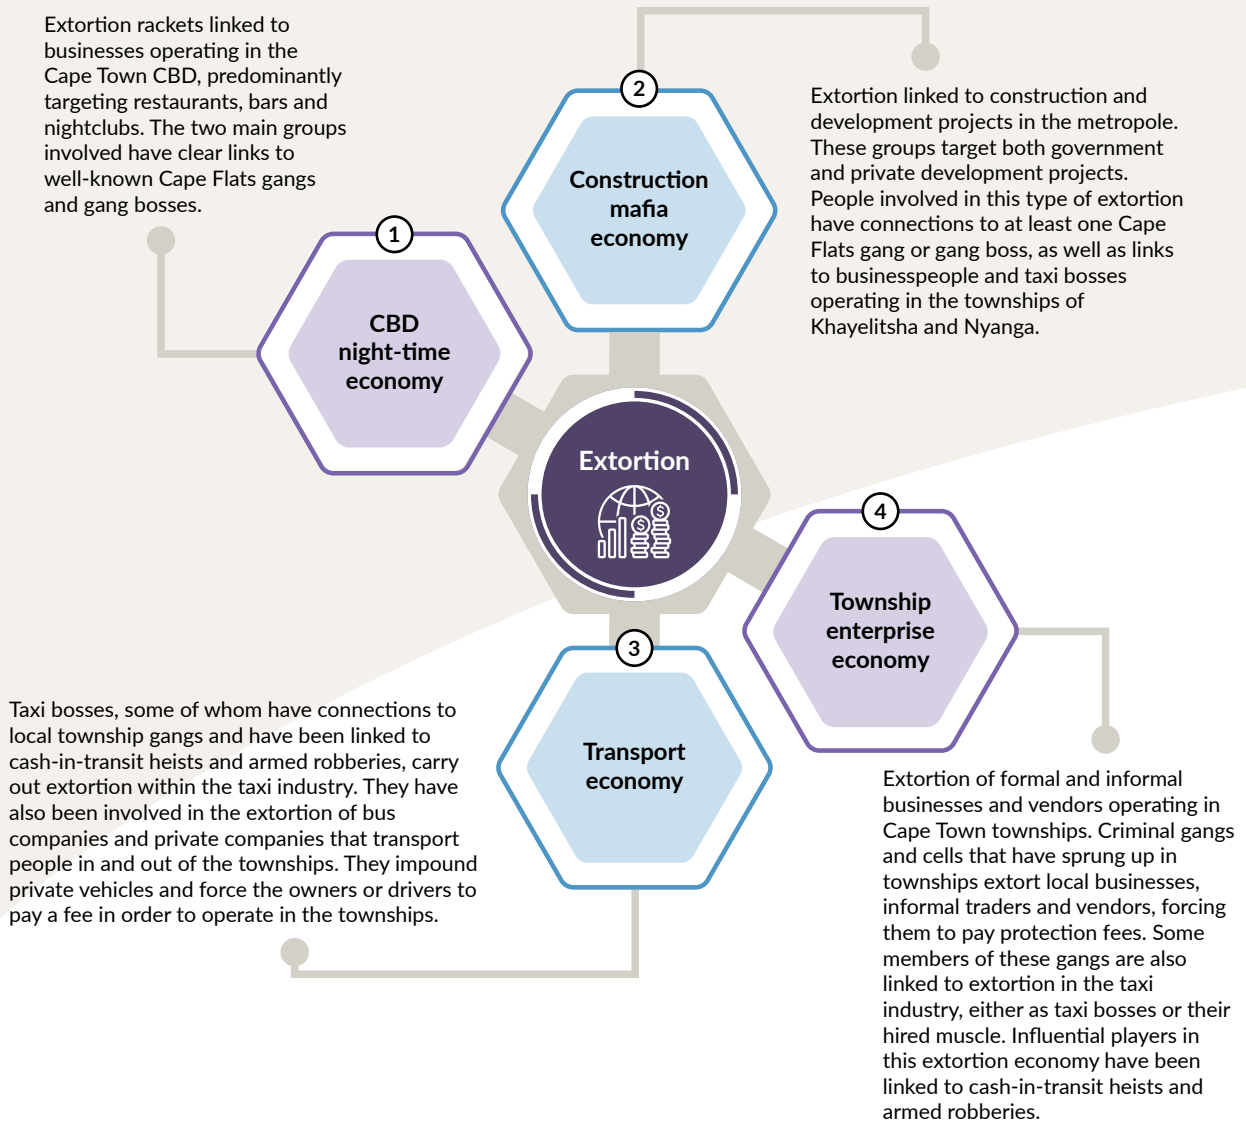 Extortion rackets linked to
businesses operating in the
Cape Town CBD, predominantly
targeting restaurants, bars and
nightclubs. The two main groups
involved have clear links to
well-known Cape Flats gangs
and gang bosses.
1
CBD
night-time
economy
2
Construction
mafia
economy
Extortion linked to construction and
development projects in the metropole.
These groups target both government
and private development projects.
People involved in this type of extortion
have connections to at least one Cape
Flats gang or gang boss, as well as links
to businesspeople and taxi bosses
operating in the townships of
Khayelitsha and Nyanga.
Extortion
$
$
3
Transport
economy
Taxi bosses, some of whom have connections to
local township gangs and have been linked to
cash-in-transit heists and armed robberies, carry
out extortion within the taxi industry. They have
also been involved in the extortion of bus
companies and private companies that transport
people in and out of the townships. They impound
private vehicles and force the owners or drivers to
pay a fee in order to operate in the townships.
4
Township
enterprise
economy
Extortion of formal and informal
businesses and vendors operating in
Cape Town townships. Criminal gangs
and cells that have sprung up in
townships extort local businesses,
informal traders and vendors, forcing
them to pay protection fees. Some
members of these gangs are also
linked to extortion in the taxi
industry, either as taxi bosses or their
hired muscle. Influential players in
this extortion economy have been
linked to cash-in-transit heists and
armed robberies.